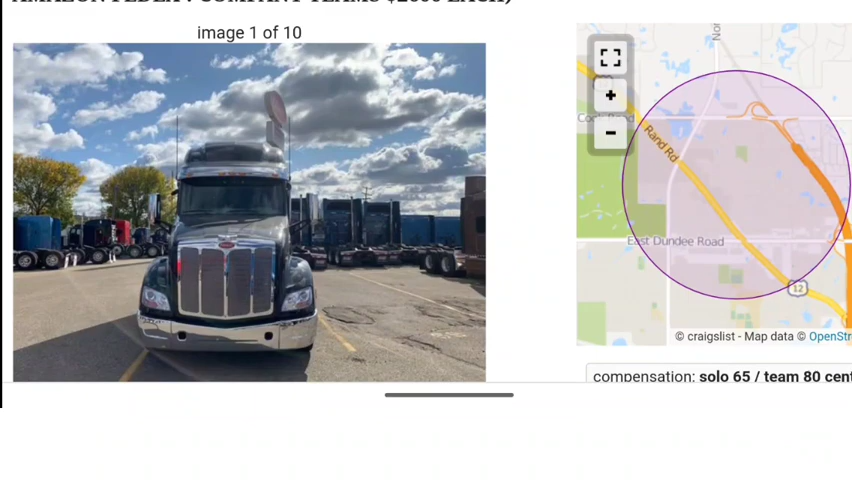 image 1 of 10
+
−
Rand Rd
East Dundee Road
12
© craigslist - Map data © OpenStr
compensation: solo 65 / team 80 cent